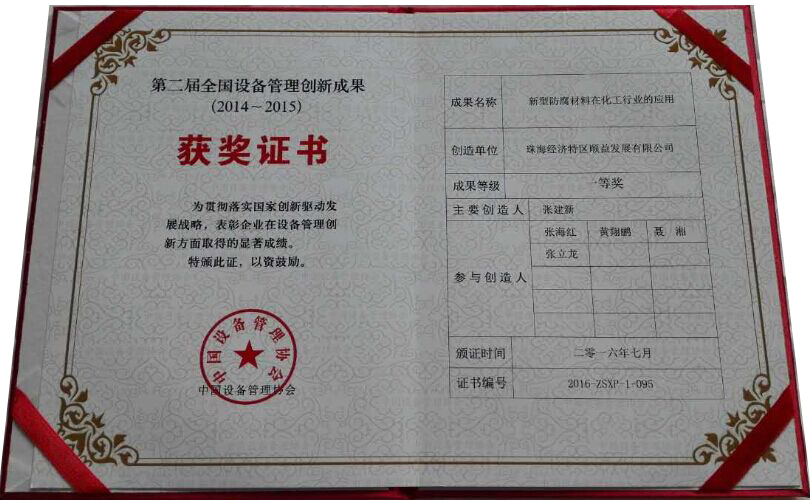 第二届全国设备管理创新成果
(2014～2015)
获奖证书
为贯彻落实国家创新驱动发
展战略，表彰企业在设备管理创
新方面取得的显著成绩。
特颁此证，以资鼓励。
中国设备管理协会
中国设备管理协会
成果名称 新型防腐材料在化工行业的应用
创造单位 珠海经济特区顺益发展有限公司
成果等级 一等奖
主要创造人 张建新
张海红 黄翔鹏 聂 湘
张立龙
参与创造人
颁证时间 二零一六年七月
证书编号 2016-ZSXP-1-095